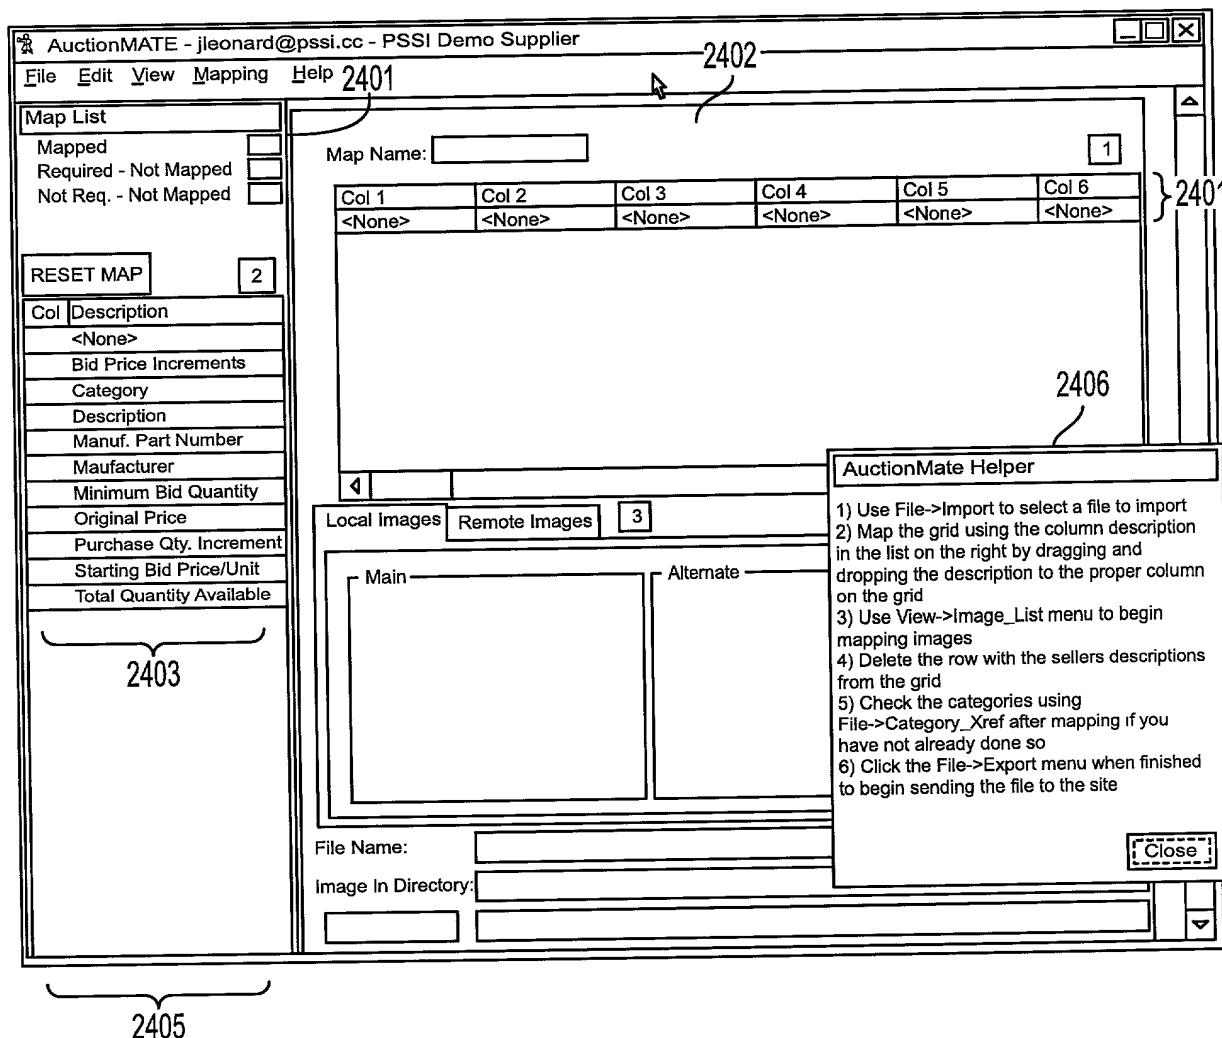 AuctionMATE - jleonard@pssi.cc - PSSI Demo Supplier
File Edit View Mapping Help
2401
2402
Map List
Mapped
Required - Not Mapped
Not Req. - Not Mapped
Map Name:
1
Col 1 Col 2 Col 3 Col 4 Col 5 Col 6
<None> <None> <None> <None> <None> <None>
2401
RESET MAP
2
Col Description
<None>
Bid Price Increments
Category
Description
Manuf. Part Number
Maufacturer
Minimum Bid Quantity
Original Price
Purchase Qty. Increment
Starting Bid Price/Unit
Total Quantity Available
2403
2405
2406
Local Images Remote Images 3
Main
Alternate
File Name:
Image In Directory:
AuctionMate Helper
1) Use File->Import to select a file to import
2) Map the grid using the column description
in the list on the right by dragging and
dropping the description to the proper column
on the grid
3) Use View->Image_List menu to begin
mapping images
4) Delete the row with the sellers descriptions
from the grid
5) Check the categories using
File->Category_Xref after mapping if you
have not already done so
6) Click the File->Export menu when finished
to begin sending the file to the site
Close